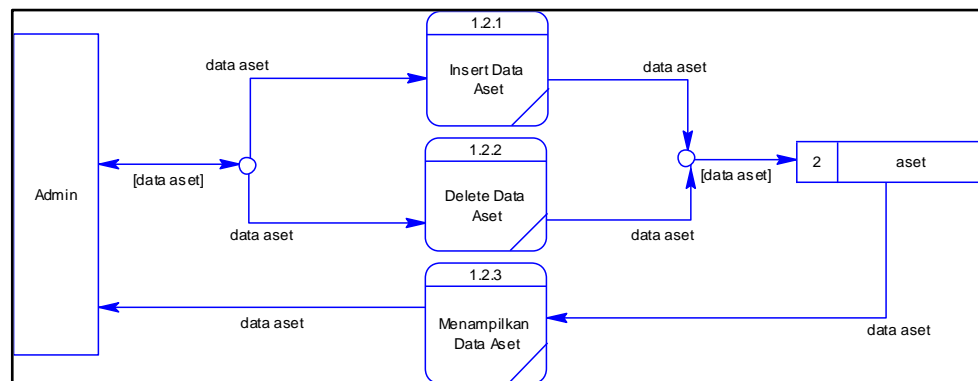 1.2.1
Insert Data
Aset
data aset
data aset
Admin
[data aset]
data aset
1.2.2
Delete Data
Aset
data aset
[data aset]
2
aset
1.2.3
Menampilkan
Data Aset
data aset
data aset